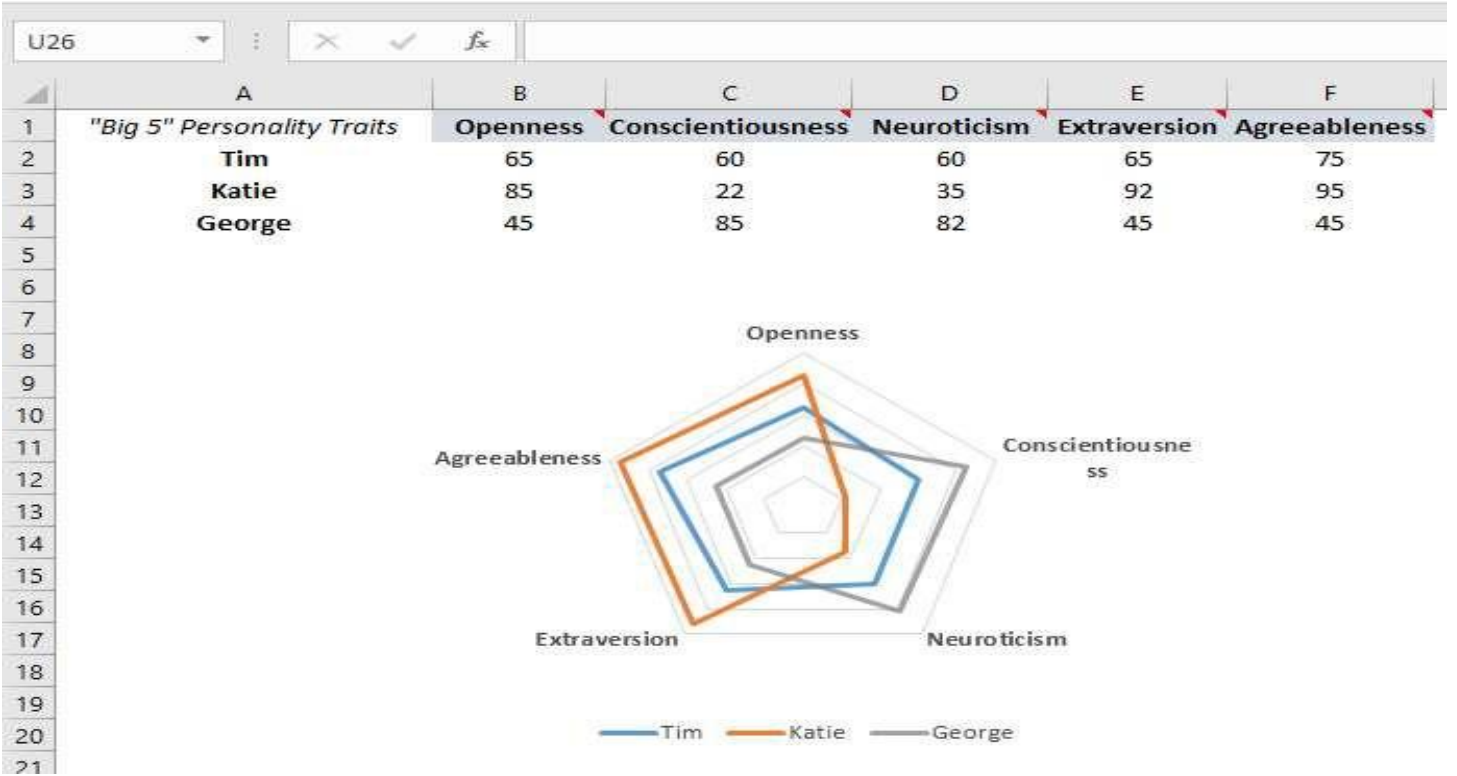 U26 fx
A B C D E F
1 "Big 5" Personality Traits Openness Conscientiousness Neuroticism Extraversion Agreeableness
2 Tim 65 60 60 65 75
3 Katie 85 22 35 92 95
4 George 45 85 82 45 45
5
6
7
Openness
8
9
10
11
Agreeableness
Conscientiousne
ss
12
13
14
15
16
17
Extraversion Neuroticism
18
19
20
Tim Katie George
21